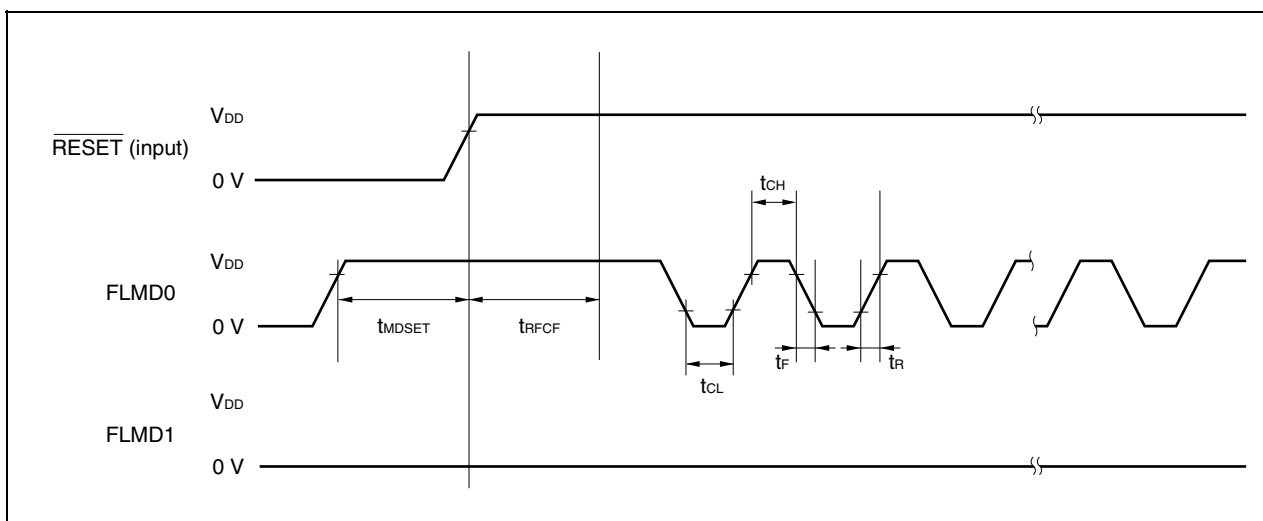 VDD
RESET (input)
0 V
tCH
VDD
FLMD0
0 V
tMDSET
tRFCF
tF
tR
tCL
VDD
FLMD1
0 V